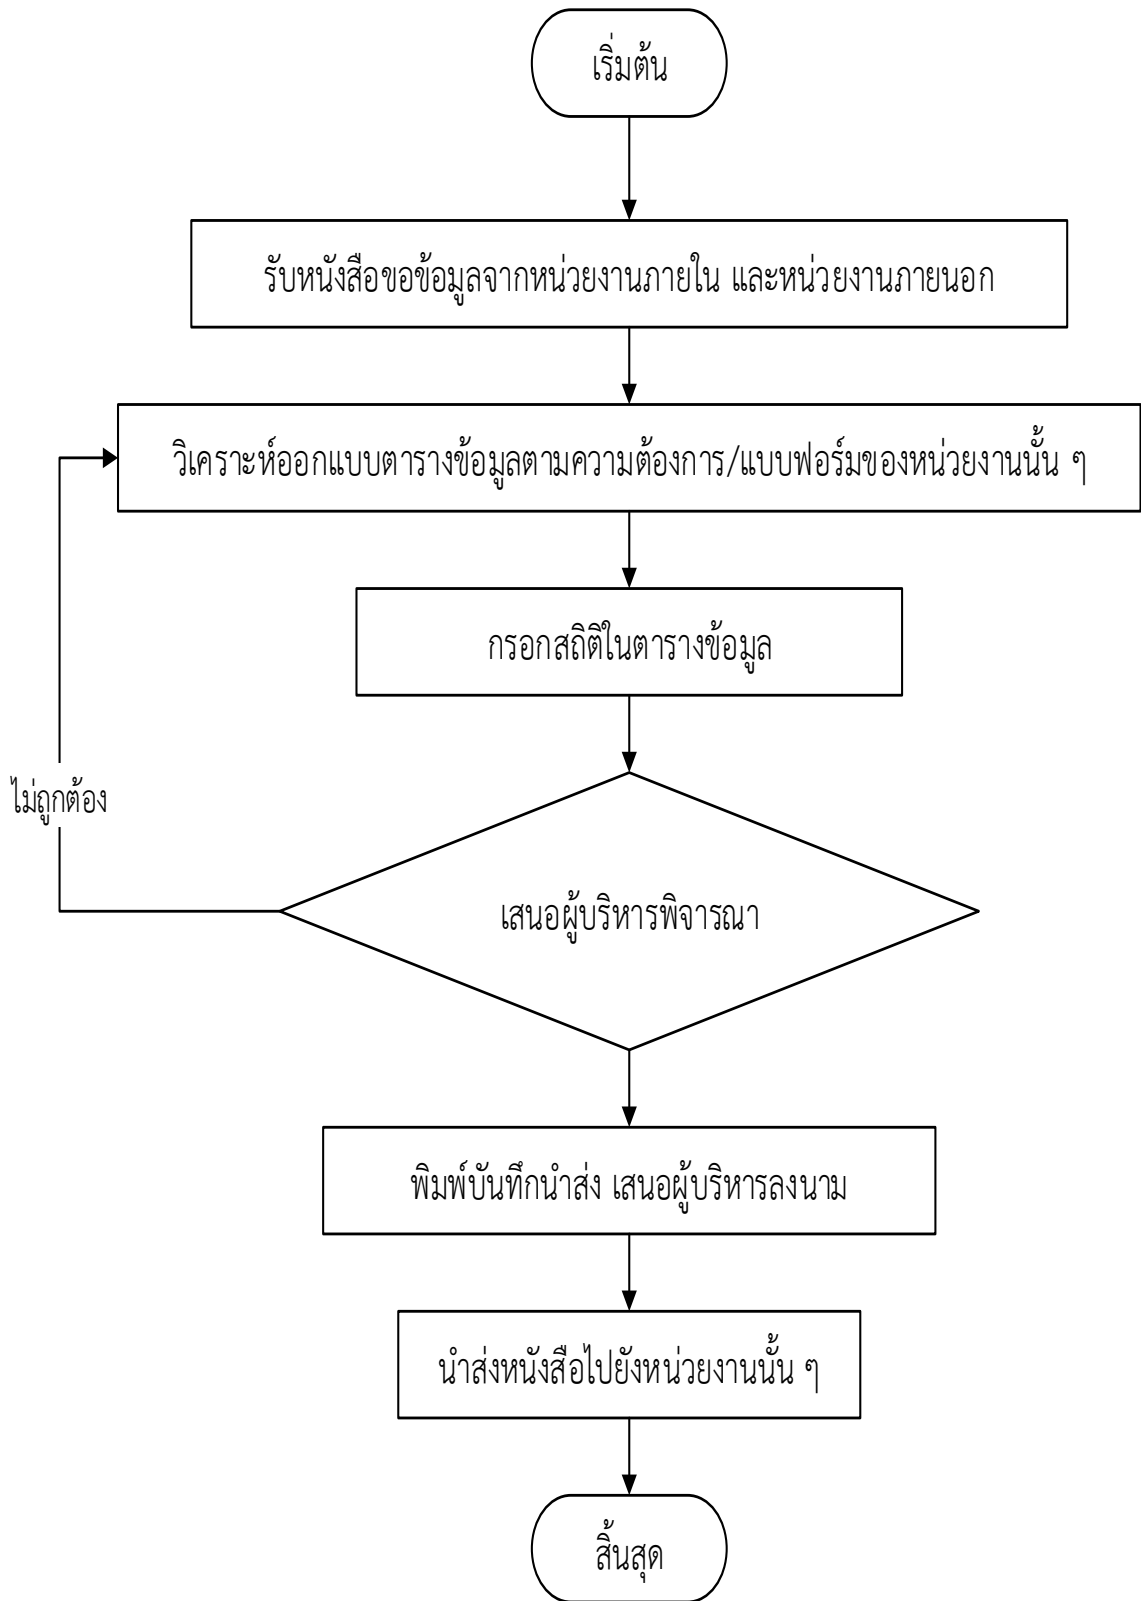 เริ่มต้น
รับหนังสือขอข้อมูลจากหน่วยงานภายใน และหน่วยงานภายนอก
วิเคราะห์ออกแบบตารางข้อมูลตามความต้องการ/แบบฟอร์มของหน่วยงานนั้น ๆ
กรอกสถิติในตารางข้อมูล
ไม่ถูกต้อง
เสนอผู้บริหารพิจารณา
พิมพ์บันทึกนำส่ง เสนอผู้บริหารลงนาม
นำส่งหนังสือไปยังหน่วยงานนั้น ๆ
สิ้นสุด